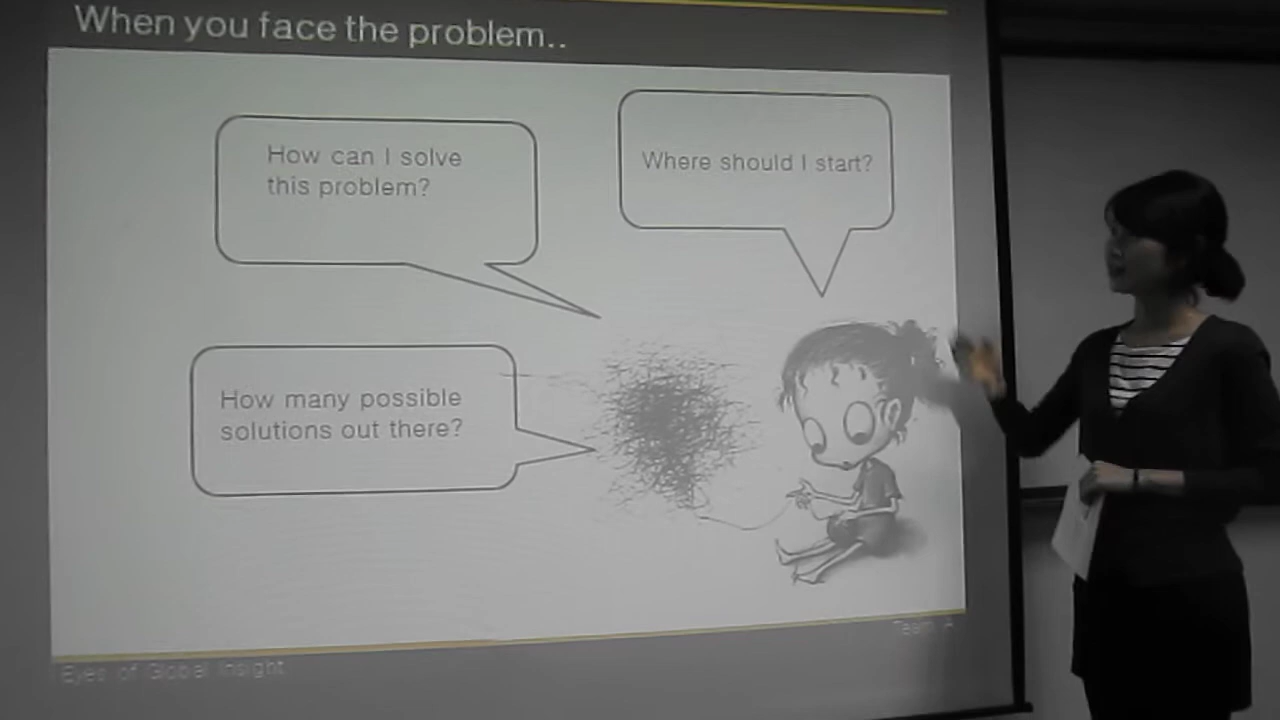 When you face the problem..
How can I solve
this problem?
Where should I start?
How many possible
solutions out there?
Eyes of Global Insight
Team A